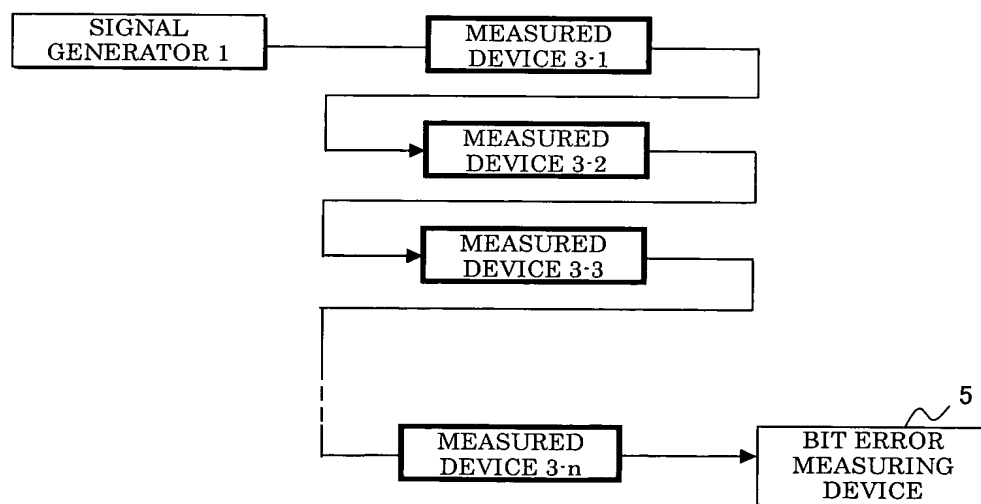 SIGNAL
GENERATOR 1
MEASURED
DEVICE 3-1
MEASURED
DEVICE 3-2
MEASURED
DEVICE 3-3
MEASURED
DEVICE 3-n
5
BIT ERROR
MEASURING
DEVICE